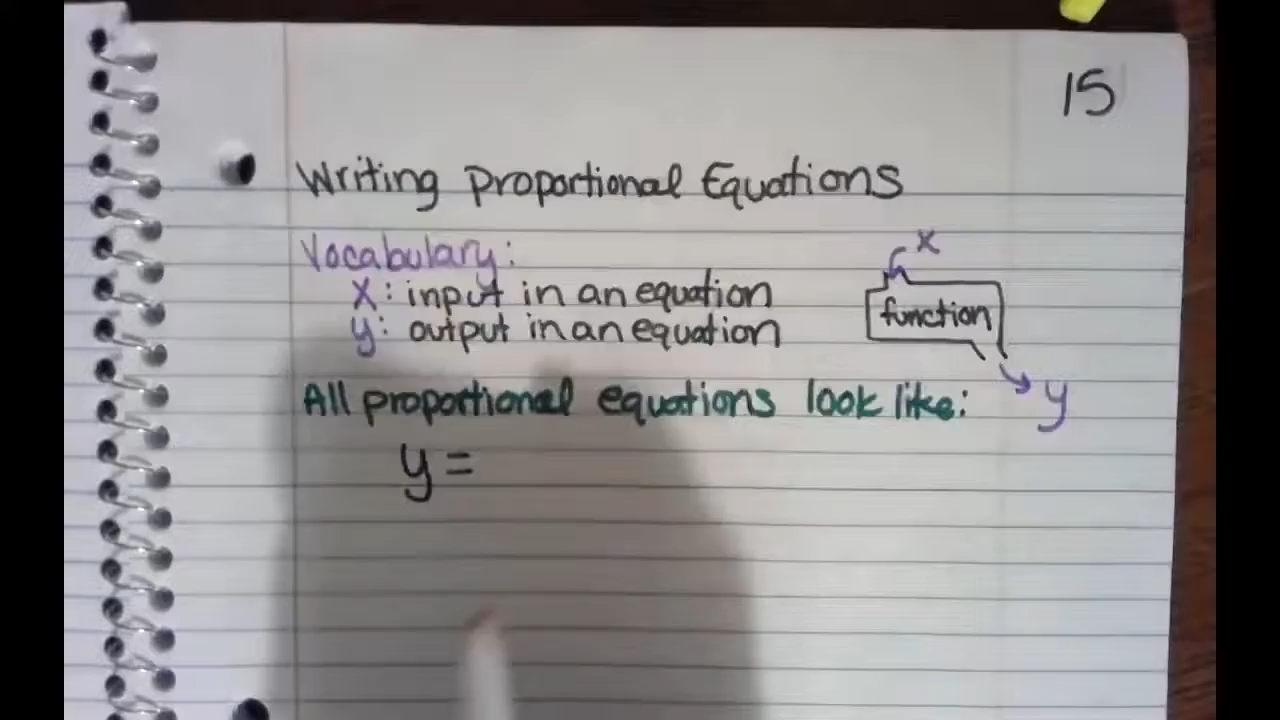 15
Writing Proportional Equations
Vocabulary:
x: input in an equation
y: output in an equation
x
function
y
All proportional equations look like:
y =